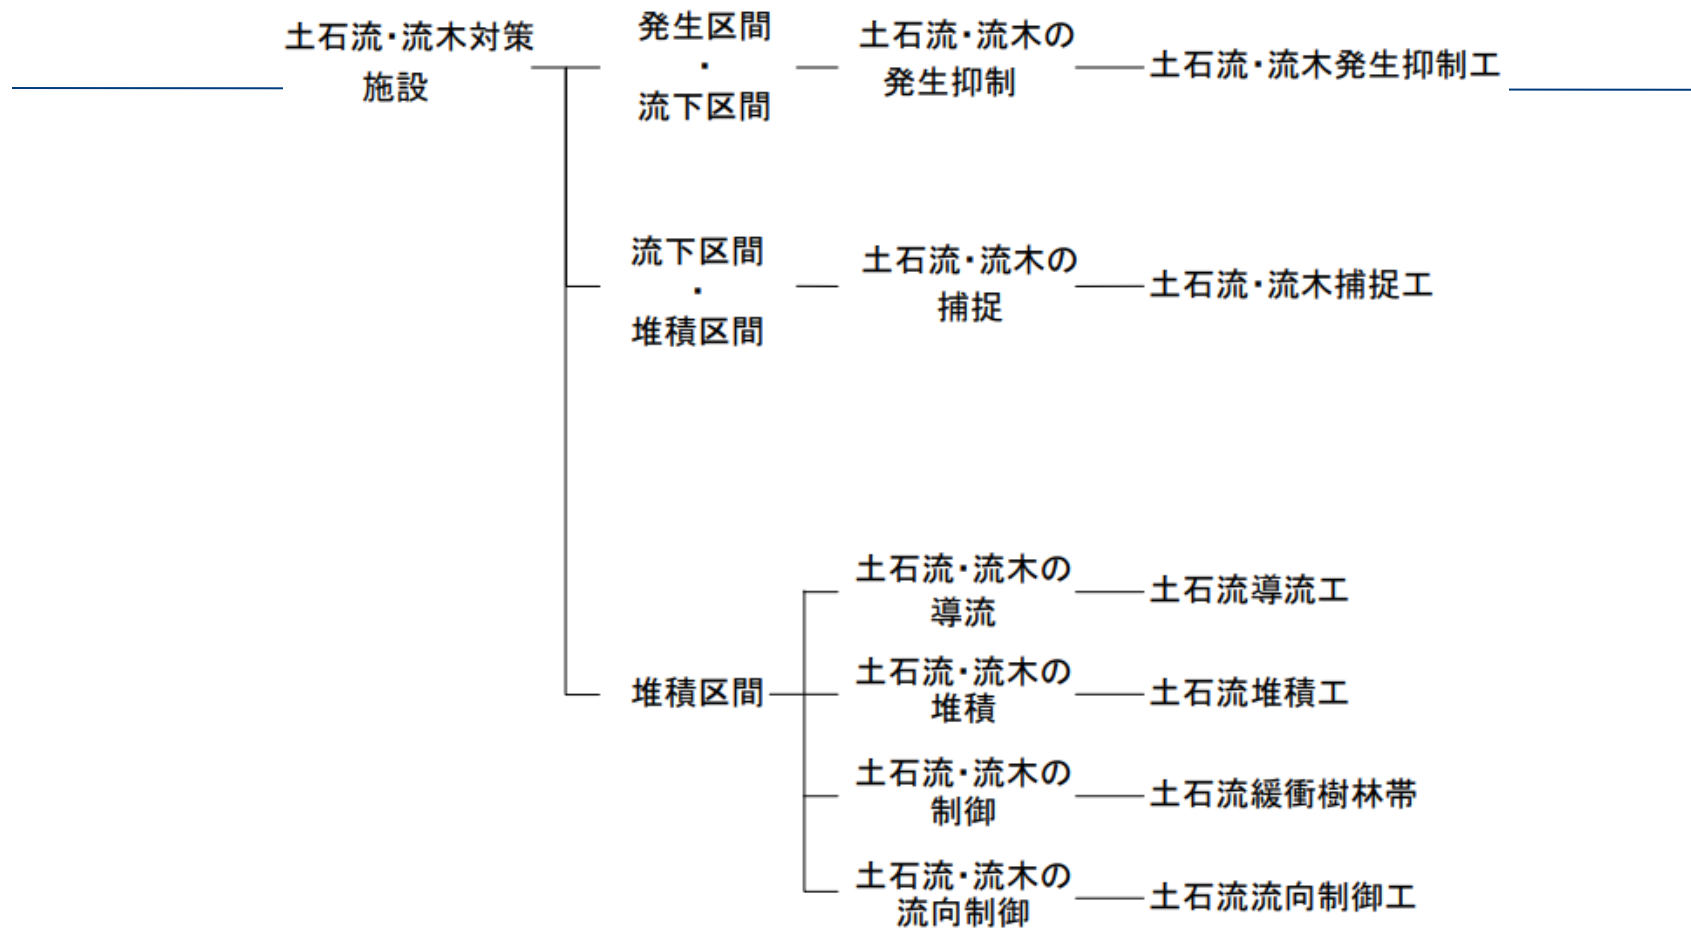 土石流・流木対策
施設
発生区間
・
流下区間
土石流・流木の
発生抑制
土石流・流木発生抑制工
流下区間
・
堆積区間
土石流・流木の
捕捉
土石流・流木捕捉工
堆積区間
土石流・流木の
導流
土石流導流工
土石流・流木の
堆積
土石流堆積工
土石流・流木の
制御
土石流緩衝樹林帯
土石流・流木の
流向制御
土石流流向制御工